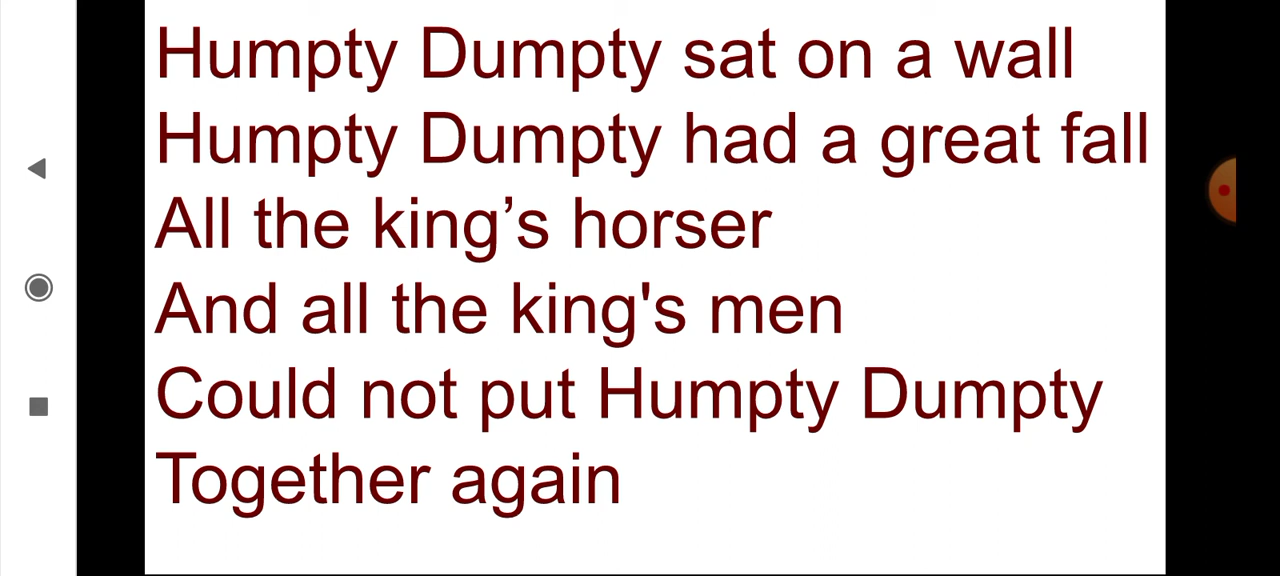 Humpty Dumpty sat on a wall
Humpty Dumpty had a great fall
All the king’s horser
And all the king's men
Could not put Humpty Dumpty
Together again